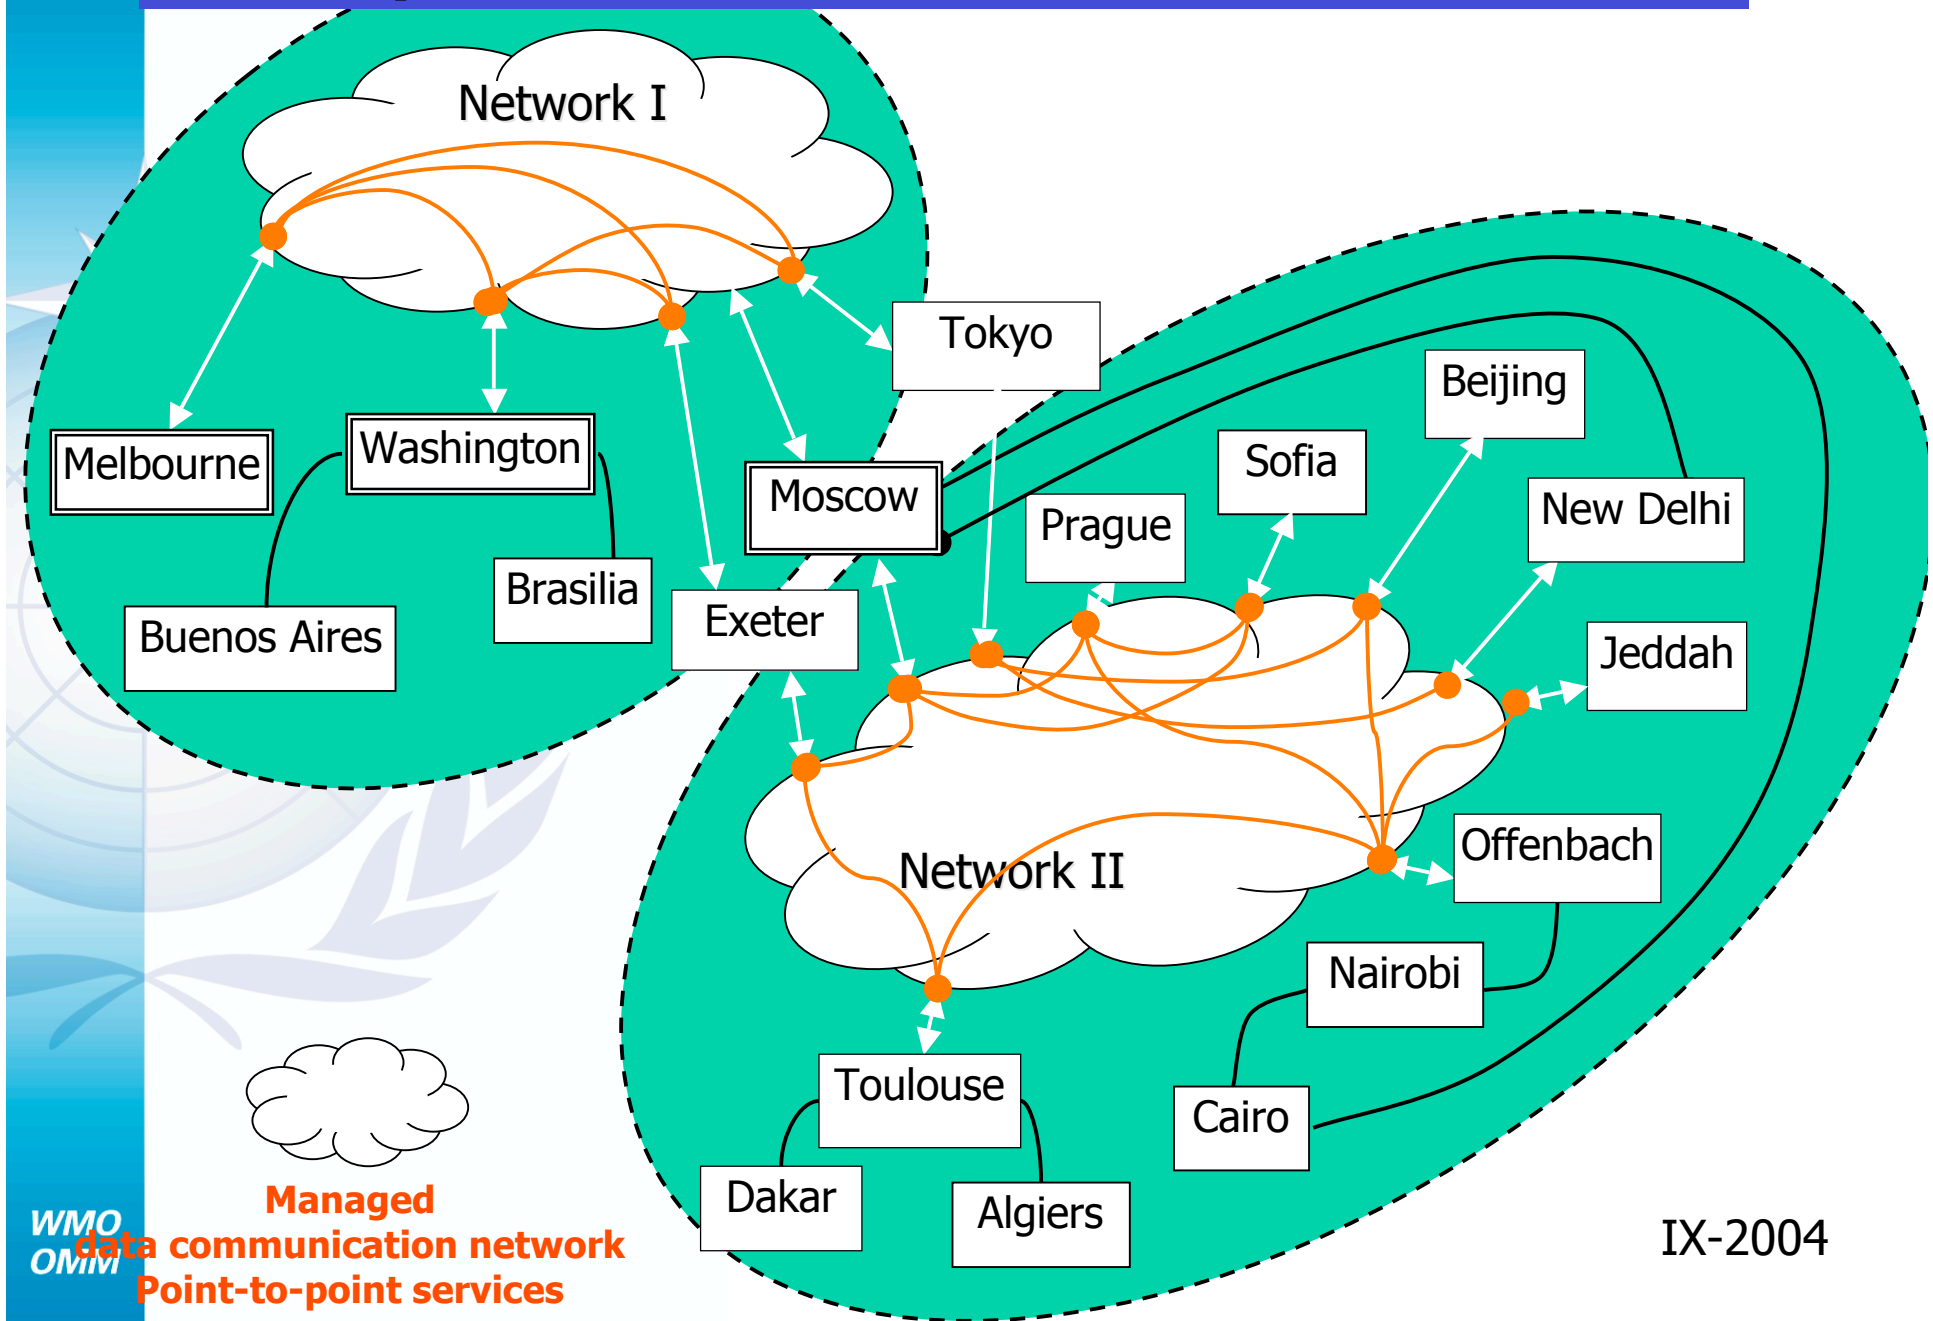 Network I
Tokyo
Beijing
Melbourne
Washington
Sofia
Moscow
Prague
New Delhi
Buenos Aires
Brasilia
Exeter
Jeddah
Network II
Offenbach
Nairobi
Toulouse
Cairo
Dakar
Algiers
Managed
data communication network
Point-to-point services
WMO
OMM
IX-2004